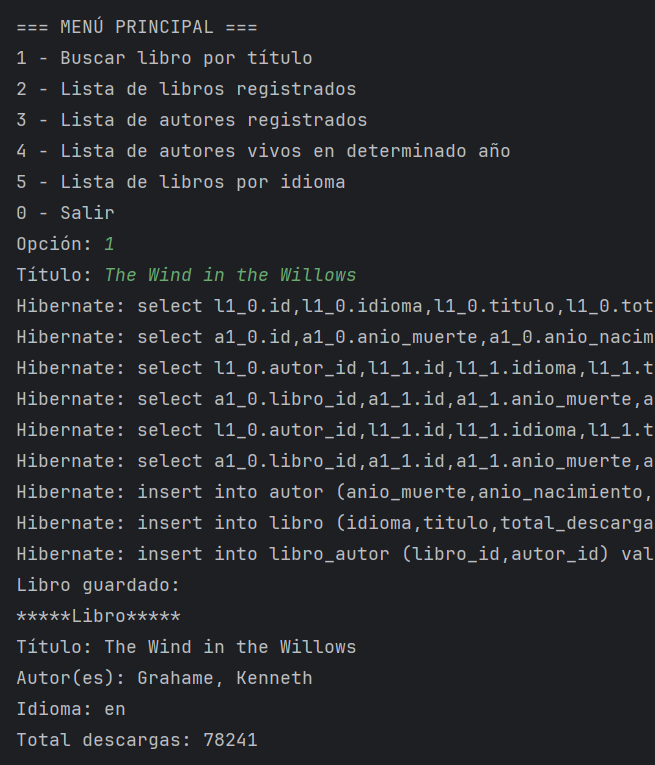 === MENÚ PRINCIPAL ===
1 - Buscar libro por título
2 - Lista de libros registrados
3 - Lista de autores registrados
4 - Lista de autores vivos en determinado año
5 - Lista de libros por idioma
0 - Salir
Opción: 1
Título: The Wind in the Willows
Hibernate: select l1_0.id,l1_0.idioma,l1_0.titulo,l1_0.tot
Hibernate: select a1_0.id,a1_0.anio_muerte,a1_0.anio_nacim
Hibernate: select l1_0.autor_id,l1_1.id,l1_1.idioma,l1_1.t
Hibernate: select a1_0.libro_id,a1_1.id,a1_1.anio_muerte,a
Hibernate: select l1_0.autor_id,l1_1.id,l1_1.idioma,l1_1.t
Hibernate: select a1_0.libro_id,a1_1.id,a1_1.anio_muerte,a
Hibernate: insert into autor (anio_muerte,anio_nacimiento,
Hibernate: insert into libro (idioma,titulo,total_descarga
Hibernate: insert into libro_autor (libro_id,autor_id) val
Libro guardado:
*****Libro*****
Título: The Wind in the Willows
Autor(es): Grahame, Kenneth
Idioma: en
Total descargas: 78241